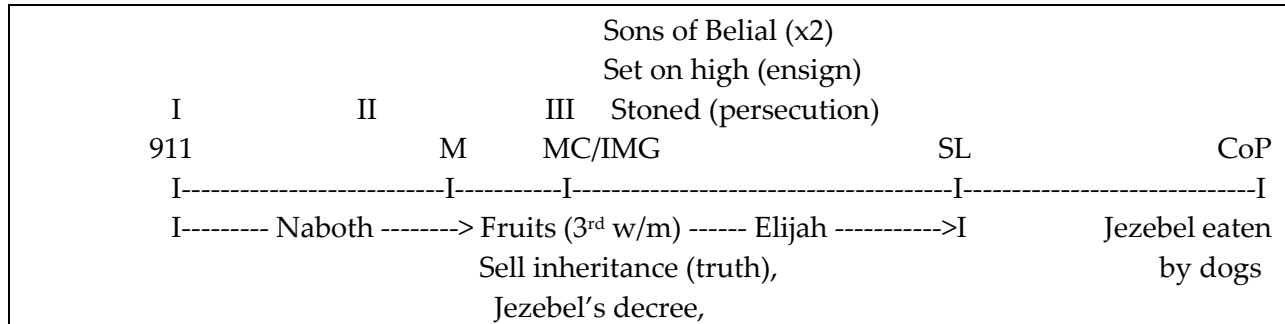 Sons of Belial (x2)
Set on high (ensign)
I II III Stoned (persecution)
911 M MC/IMG SL CoP
I---------------------------I-----------I---------------------------------------I------------------------------I
I--------- Naboth --------> Fruits (3rd w/m) ------ Elijah ----------->I Jezebel eaten
Sell inheritance (truth), by dogs
Jezebel’s decree,